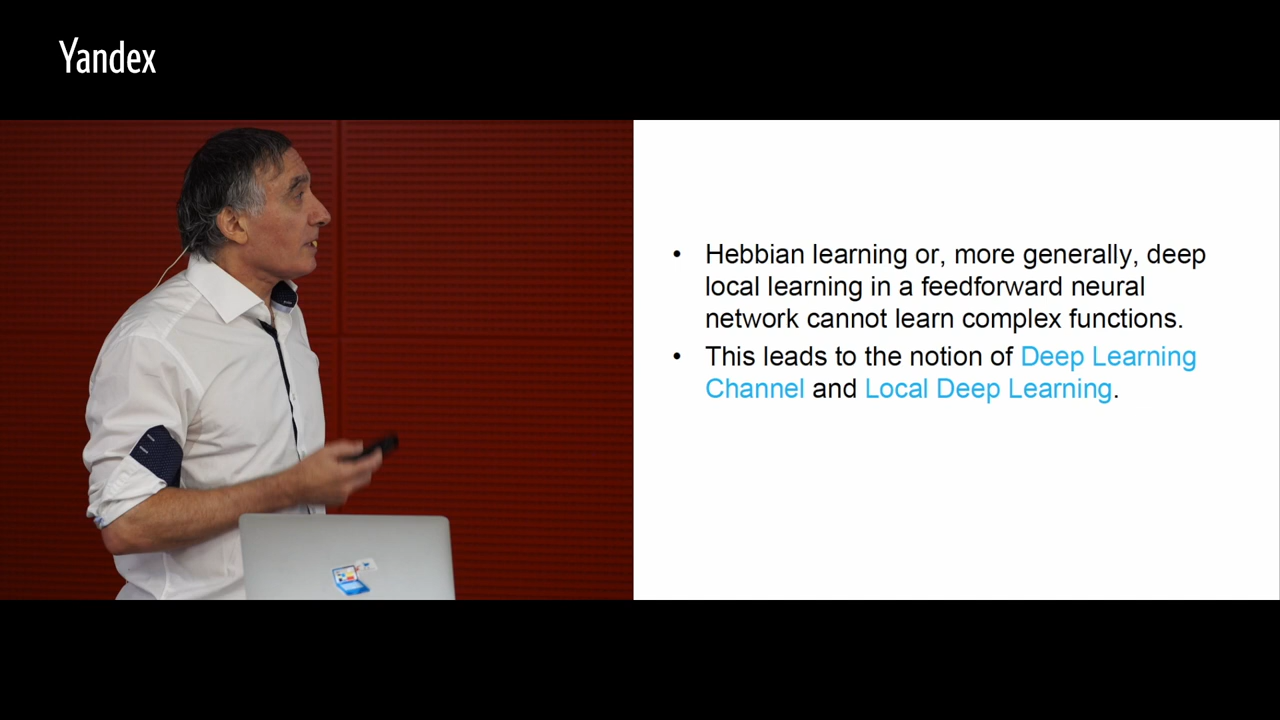 Yandex
• Hebbian learning or, more generally, deep
local learning in a feedforward neural
network cannot learn complex functions.
• This leads to the notion of Deep Learning
Channel and Local Deep Learning.